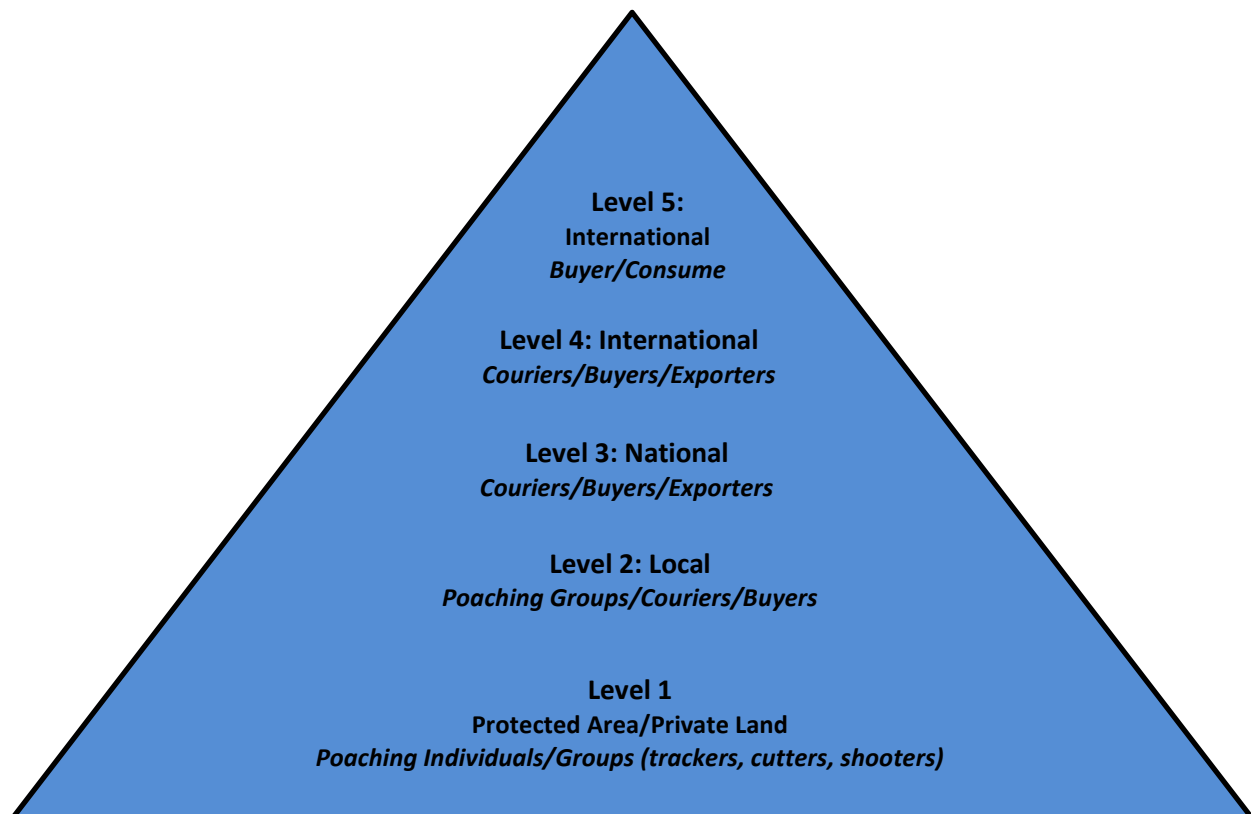 Level 5:
International
Buyer/Consume
Level 4: International
Couriers/Buyers/Exporters
Level 3: National
Couriers/Buyers/Exporters
Level 2: Local
Poaching Groups/Couriers/Buyers
Level 1
Protected Area/Private Land
Poaching Individuals/Groups (trackers, cutters, shooters)